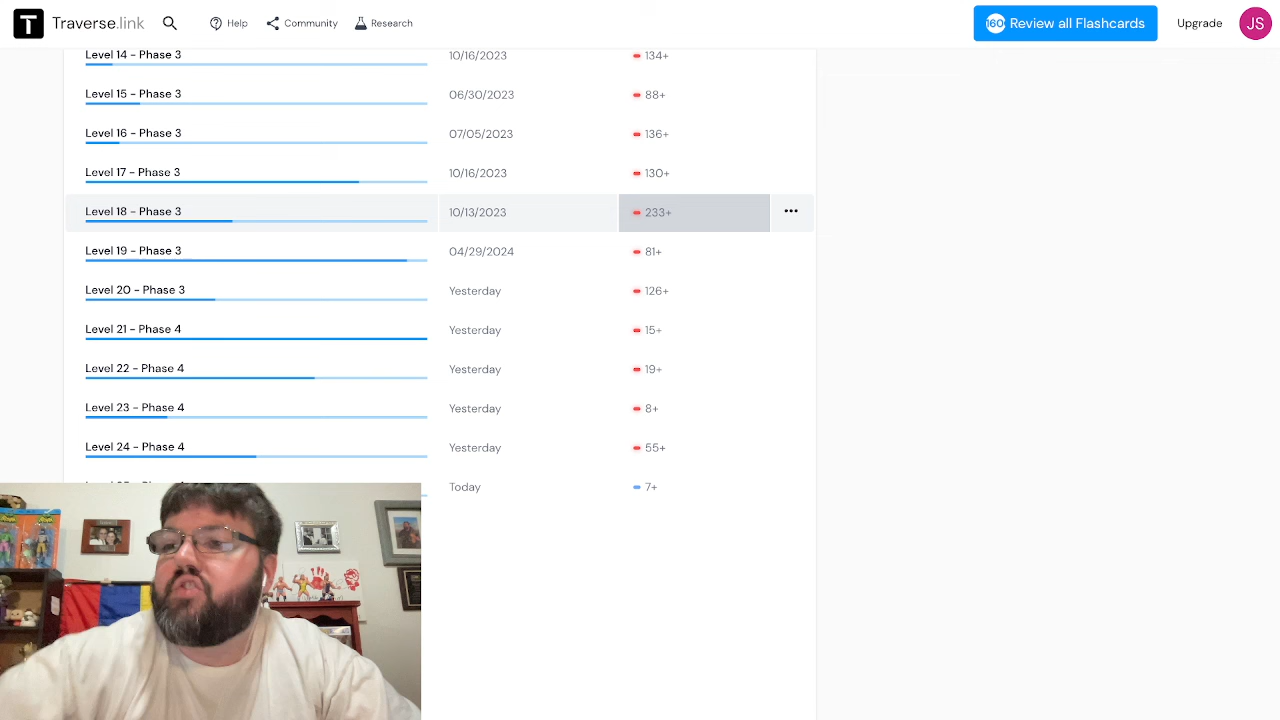 T Traverse.link Help Community Research Review all Flashcards Upgrade JS
Level 14 - Phase 3 10/16/2023 134+
Level 15 - Phase 3 06/30/2023 88+
Level 16 - Phase 3 07/05/2023 136+
Level 17 - Phase 3 10/16/2023 130+
Level 18 - Phase 3 10/13/2023 233+ •••
Level 19 - Phase 3 04/29/2024 81+
Level 20 - Phase 3 Yesterday 126+
Level 21 - Phase 4 Yesterday 15+
Level 22 - Phase 4 Yesterday 19+
Level 23 - Phase 4 Yesterday 8+
Level 24 - Phase 4 Yesterday 55+
Today 7+